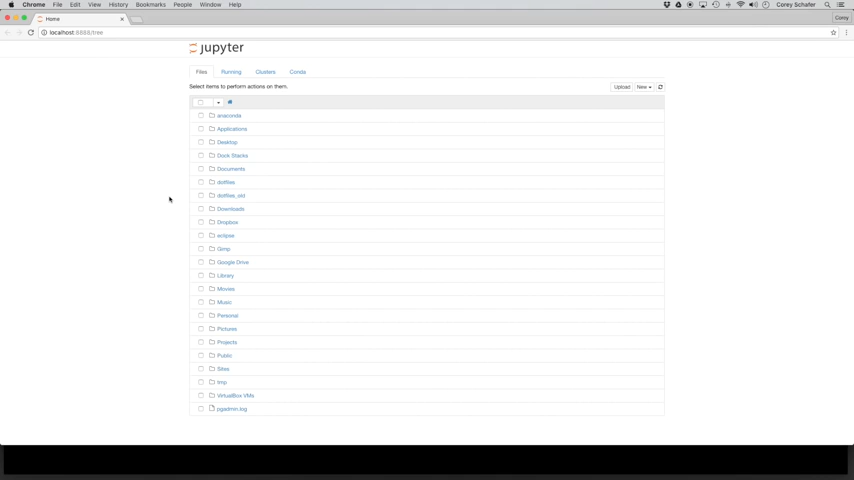 Chrome File Edit View History Bookmarks People Window Help Corey Schafer
Home Corey
localhost:8888/tree
jupyter
Files Running Clusters Conda
Select items to perform actions on them. Upload New
anaconda
Applications
Desktop
Dock Stacks
Documents
dotfiles
dotfiles_old
Downloads
Dropbox
eclipse
Gimp
Google Drive
Library
Movies
Music
Personal
Pictures
Projects
Public
Sites
tmp
VirtualBox VMs
pgadmin.log